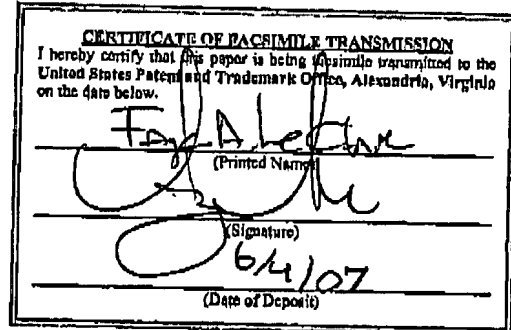 CERTIFICATE OF FACSIMILE TRANSMISSION
I hereby certify that this paper is being facsimile transmitted to the
United States Patent and Trademark Office, Alexandria, Virginia
on the date below.
(Printed Name)
(Signature)
6/4/07
(Date of Deposit)